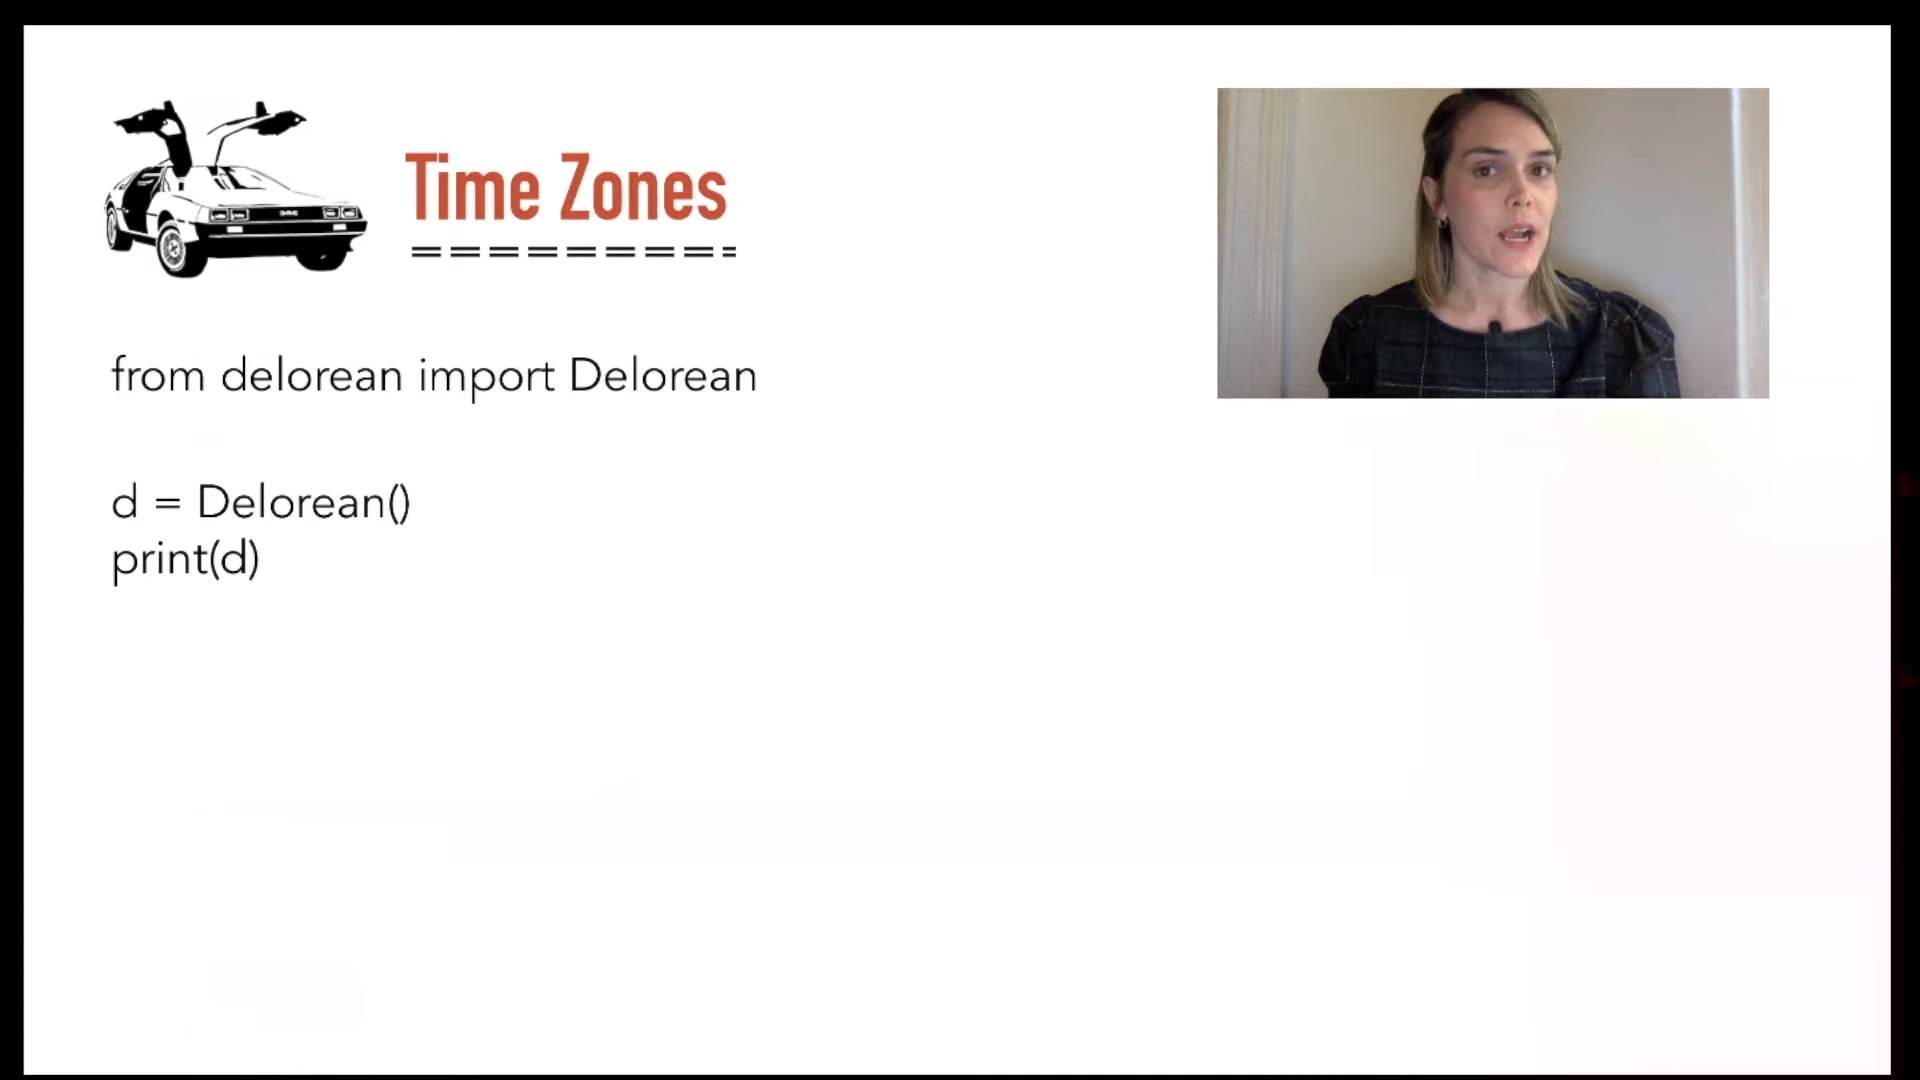 Time Zones
=========
from delorean import Delorean
d = Delorean()
print(d)